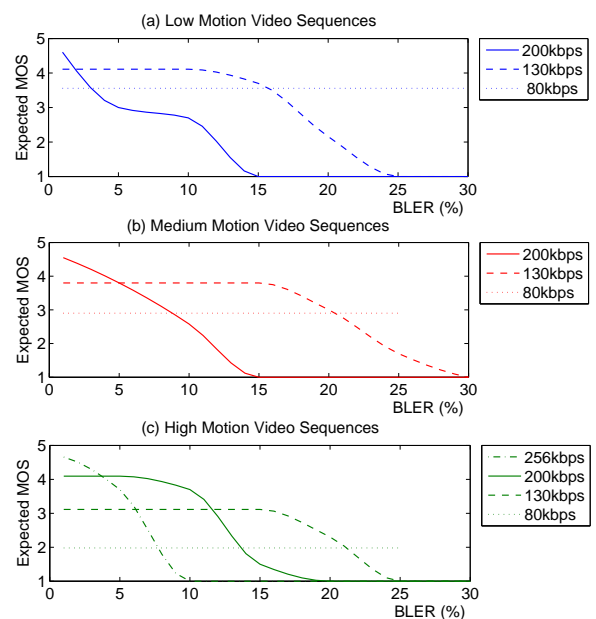 (a) Low Motion Video Sequences
5
4
3
2
1
Expected MOS
0
5
10
15
20
25
30
BLER (%)
200kbps
130kbps
80kbps
(b) Medium Motion Video Sequences
5
4
3
2
1
Expected MOS
0
5
10
15
20
25
30
BLER (%)
200kbps
130kbps
80kbps
(c) High Motion Video Sequences
5
4
3
2
1
Expected MOS
0
5
10
15
20
25
30
BLER (%)
256kbps
200kbps
130kbps
80kbps